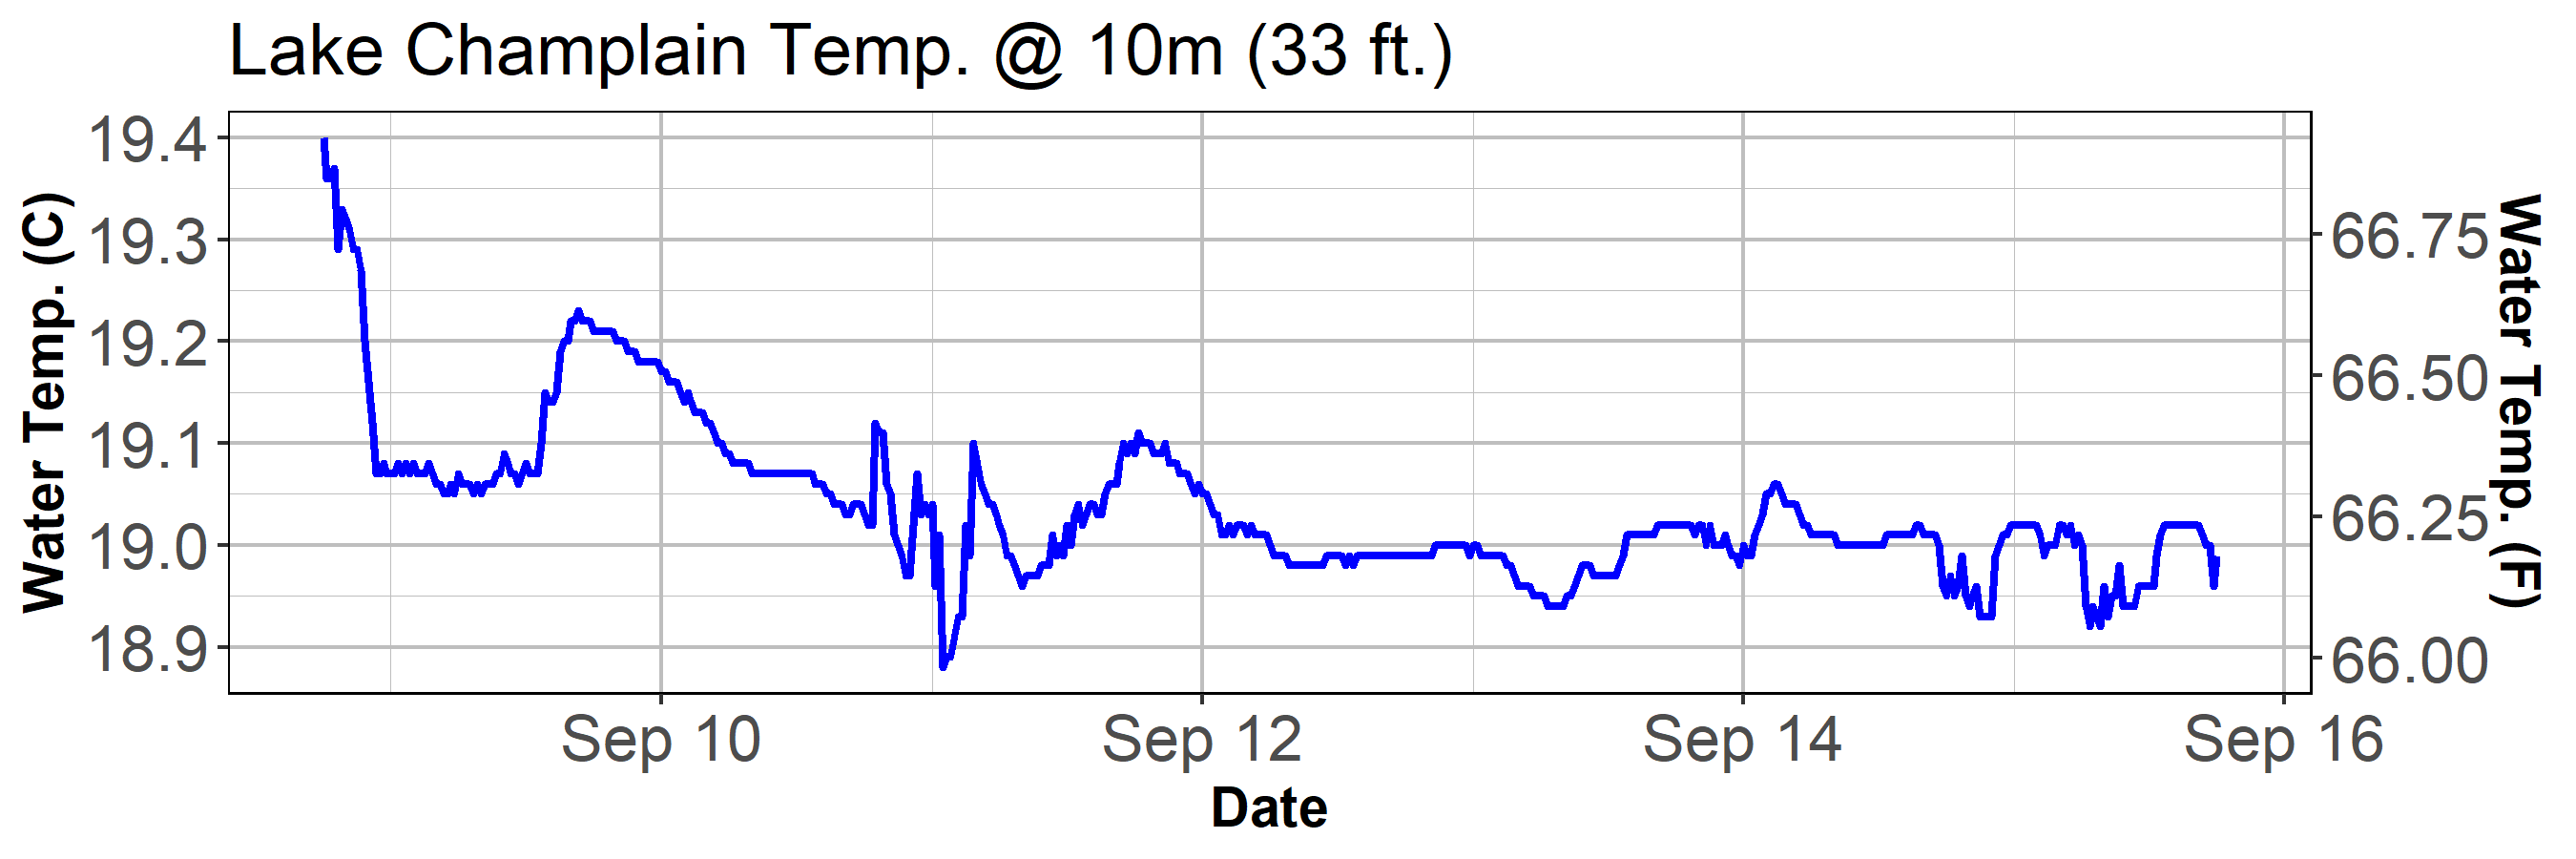 Lake Champlain Temp. @ 10m (33 ft.)
Water Temp. (C)
19.4
19.3
19.2
19.1
19.0
18.9
66.75
66.50
66.25
66.00
Water Temp. (F)
Sep 10
Sep 12
Sep 14
Sep 16
Date